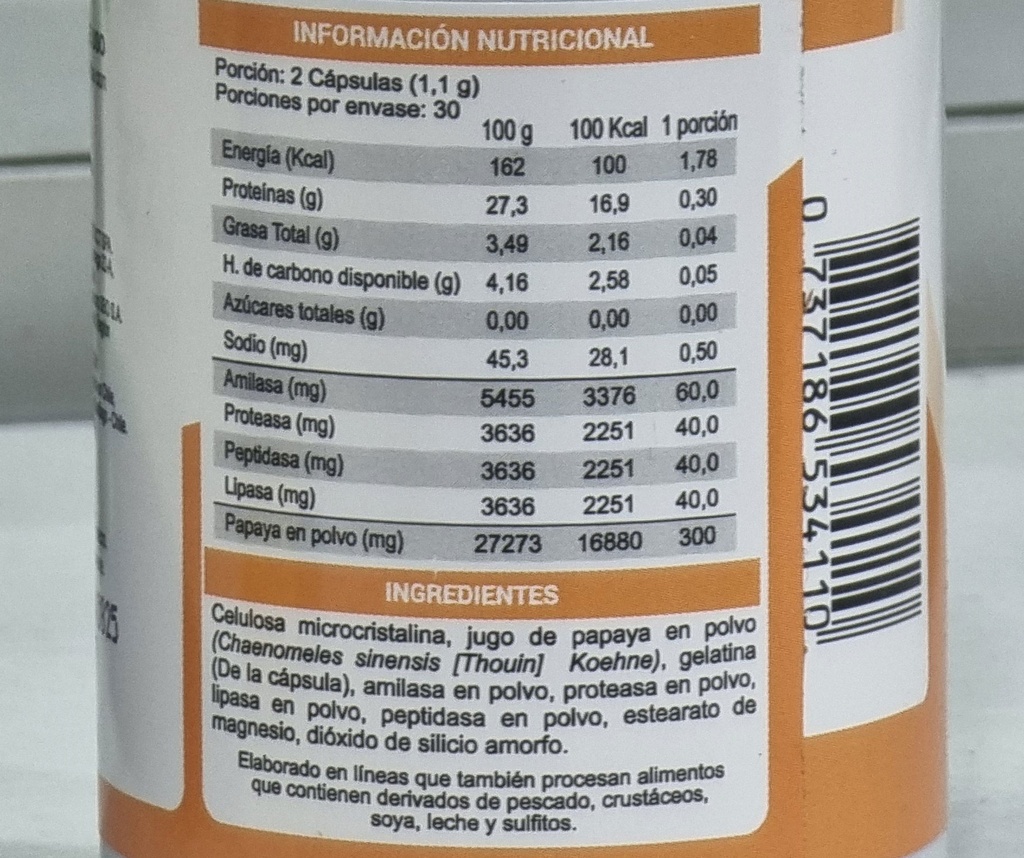 INFORMACIÓN NUTRICIONAL
Porción: 2 Cápsulas (1,1 g)
Porciones por envase: 30
100 g 100 Kcal 1 porción
Energía (Kcal) 162 100 1,78
Proteínas (g) 27,3 16,9 0,30
Grasa Total (g) 3,49 2,16 0,04
H. de carbono disponible (g) 4,16 2,58 0,05
Azúcares totales (g) 0,00 0,00 0,00
Sodio (mg) 45,3 28,1 0,50
Amilasa (mg) 5455 3376 60,0
Proteasa (mg) 3636 2251 40,0
Peptidasa (mg) 3636 2251 40,0
Lipasa (mg) 3636 2251 40,0
Papaya en polvo (mg) 27273 16880 300
INGREDIENTES
Celulosa microcristalina, jugo de papaya en polvo
(Chaenomeles sinensis [Thouin] Koehne), gelatina
(De la cápsula), amilasa en polvo, proteasa en polvo,
lipasa en polvo, peptidasa en polvo, estearato de
magnesio, dióxido de silicio amorfo.
Elaborado en líneas que también procesan alimentos
que contienen derivados de pescado, crustáceos,
soya, leche y sulfitos.
0 737186 534110